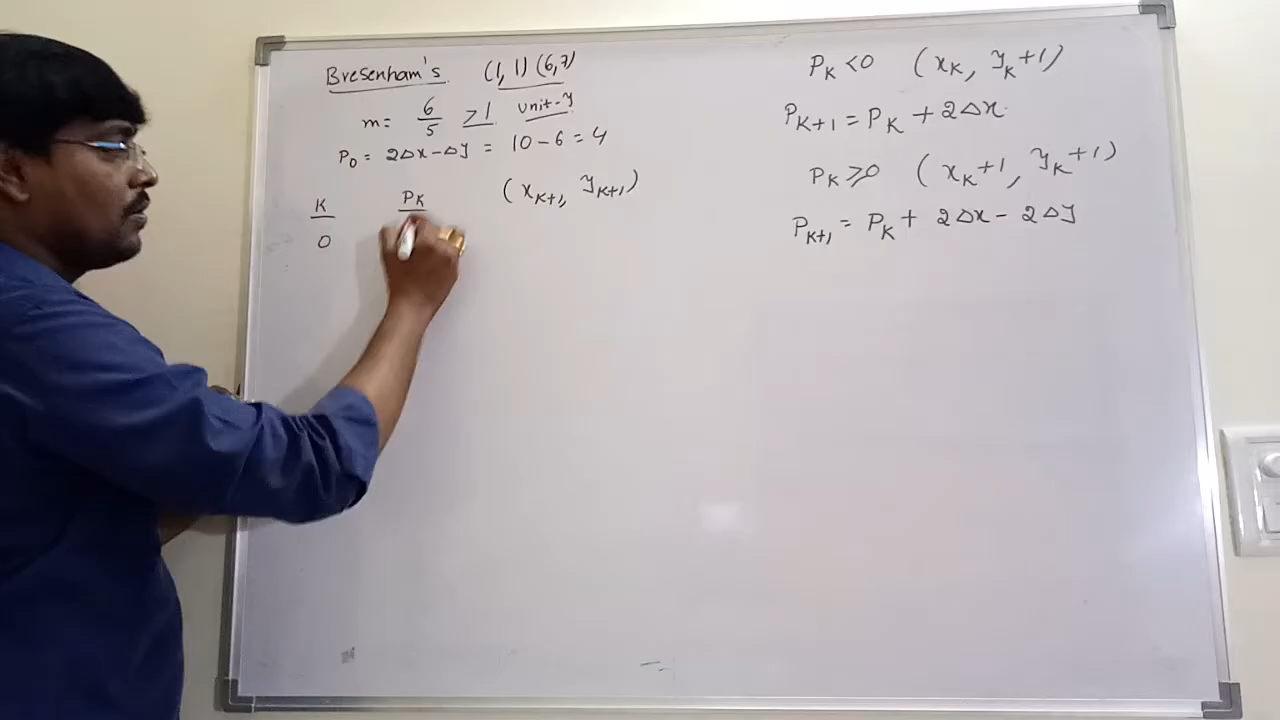 Bresenham's (1, 1) (6,7)
m = 6/5 ≥ 1 unit-y
P0 = 2Δx - Δy = 10 - 6 = 4
K PK (xK+1, yK+1)
0
PK < 0 (xK, yK+1)
PK+1 = PK + 2Δx
PK ≥ 0 (xK+1, yK+1)
PK+1 = PK + 2Δx - 2Δy